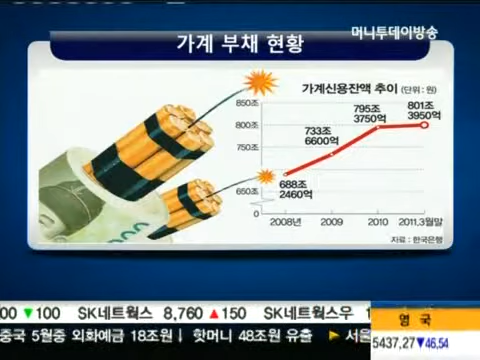 머니투데이방송
가계 부채 현황
가계신용잔액 추이 (단위 : 원)
850조
800조
750조
650조
0
688조
2460억
733조
6600억
795조
3750억
801조
3950억
2008년 2009 2010 2011.3월말
자료 : 한국은행
00 ▼100 SK네트웍스 8,760 ▲150 SK네트웍스우 1
중국 5월중 외화예금 18조원↓ 핫머니 48조원 유출 ▶ 서울
영 국
5437,27▼46,54